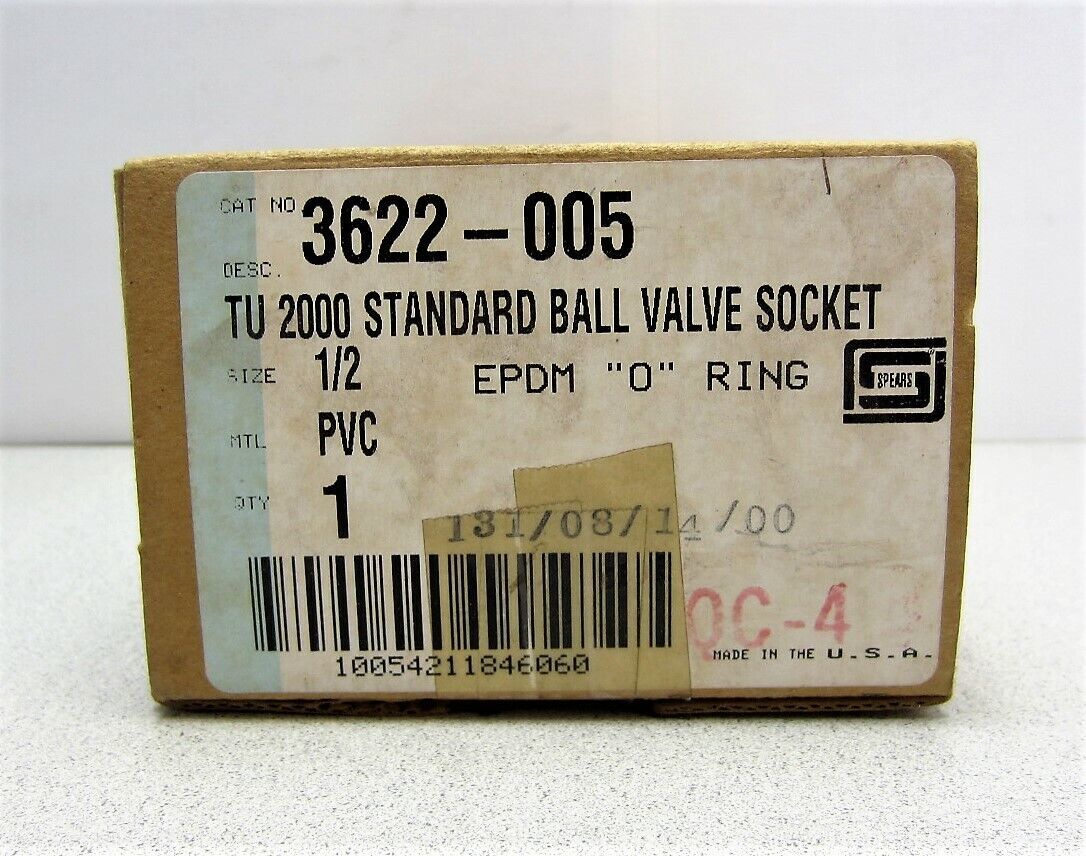 CAT NO 3622-005
DESC.
TU 2000 STANDARD BALL VALVE SOCKET
SIZE 1/2 EPDM "O" RING
SPEARS
MTL PVC
QTY 1
131/08/14/00
QC-4
MADE IN THE U.S.A.
10054211846060